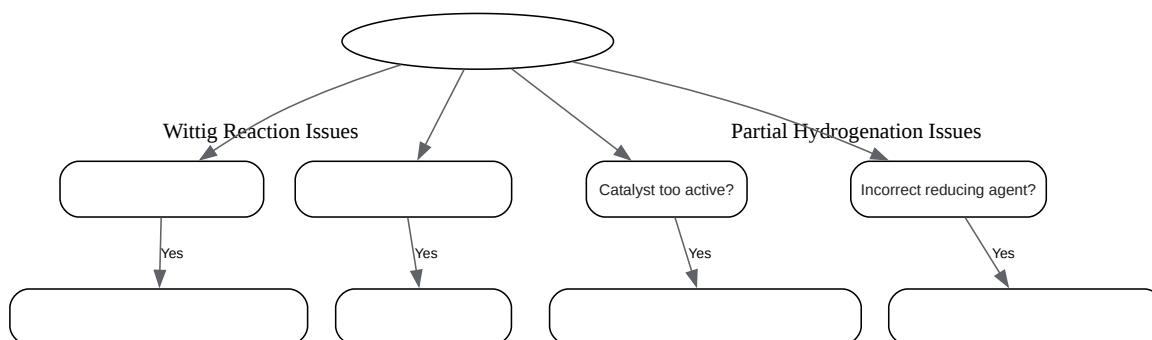 Wittig Reaction Issues
Partial Hydrogenation Issues
Catalyst too active?
Incorrect reducing agent?
Yes
Yes
Yes
Yes